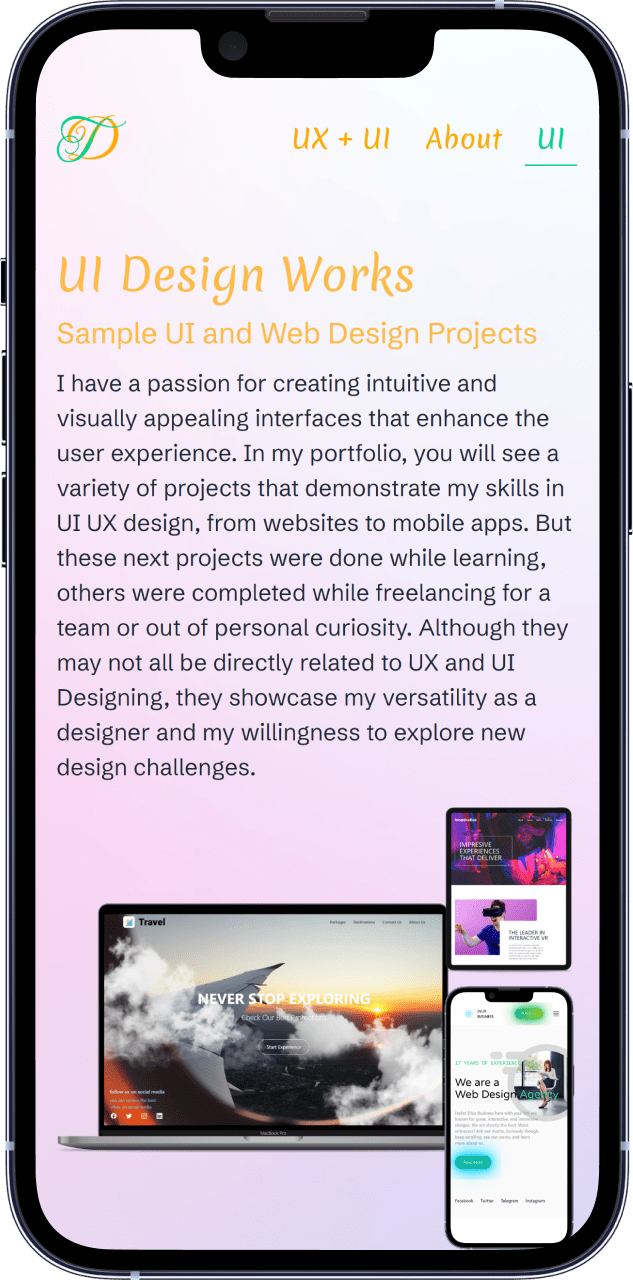 UX + UI About UI
UI Design Works
Sample UI and Web Design Projects
I have a passion for creating intuitive and
visually appealing interfaces that enhance the
user experience. In my portfolio, you will see a
variety of projects that demonstrate my skills in
UI UX design, from websites to mobile apps. But
these next projects were done while learning,
others were completed while freelancing for a
team or out of personal curiosity. Although they
may not all be directly related to UX and UI
Designing, they showcase my versatility as a
designer and my willingness to explore new
design challenges.
IMPRESIVE
EXPERIENCES
THAT DELIVER
THE LEADER IN
INTERACTIVE VR
Travel
Packages Destinations Contact Us About Us
NEVER STOP EXPLORING
Check Our Best
Start Experience
Follow us on social media
MacBook Pro
17 YEARS OF EXPERIENCE
We are a
Web Design Agency
Facebook Twitter Telegram Instagram